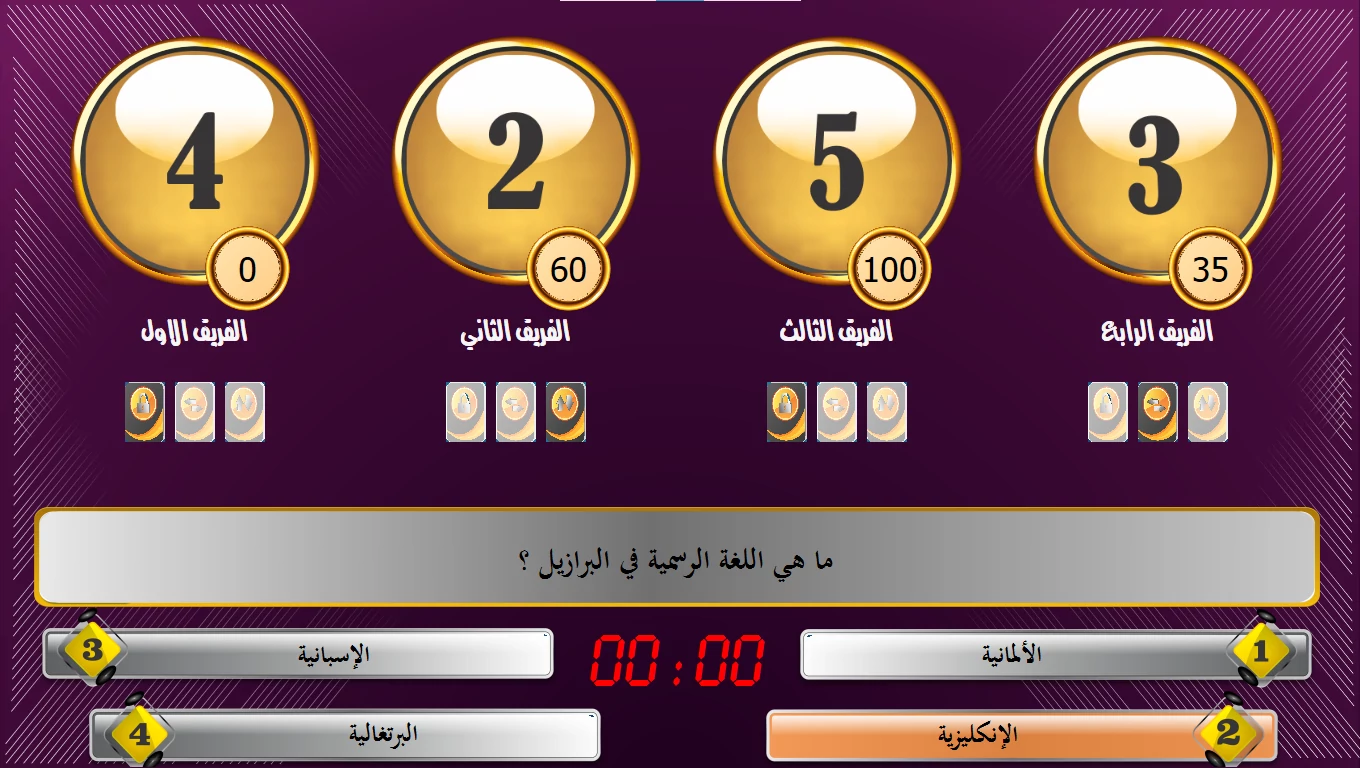 4
2
5
3
0
60
100
35
الفريق الاول
الفريق الثاني
الفريق الثالث
الفريق الرابع
ما هي اللغة الرسمية في البرازيل ؟
1 الألمانية
00:00
3 الإسبانية
2 الإنكليزية
4 البرتغالية